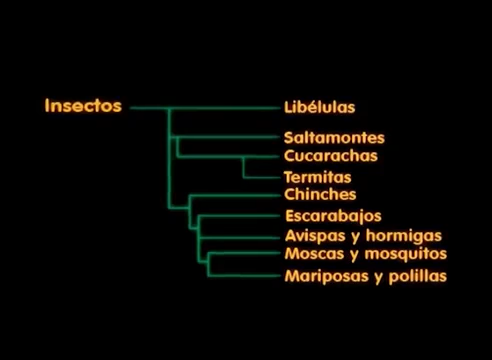 Insectos
Libélulas
Saltamontes
Cucarachas
Termitas
Chinches
Escarabajos
Avispas y hormigas
Moscas y mosquitos
Mariposas y polillas